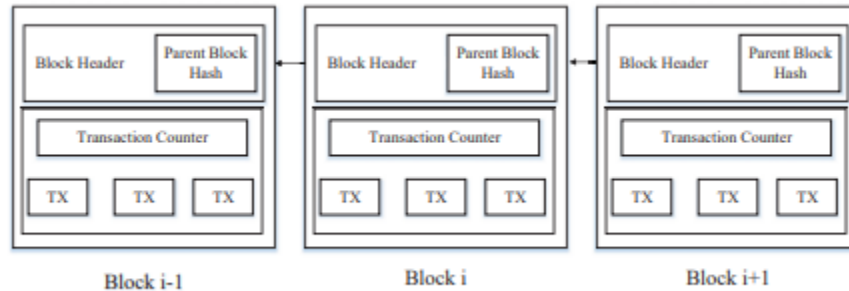 Block Header
Parent Block
Hash
Transaction Counter
TX TX TX
Block i-1
Block Header
Parent Block
Hash
Transaction Counter
TX TX TX
Block i
Block Header
Parent Block
Hash
Transaction Counter
TX TX TX
Block i+1